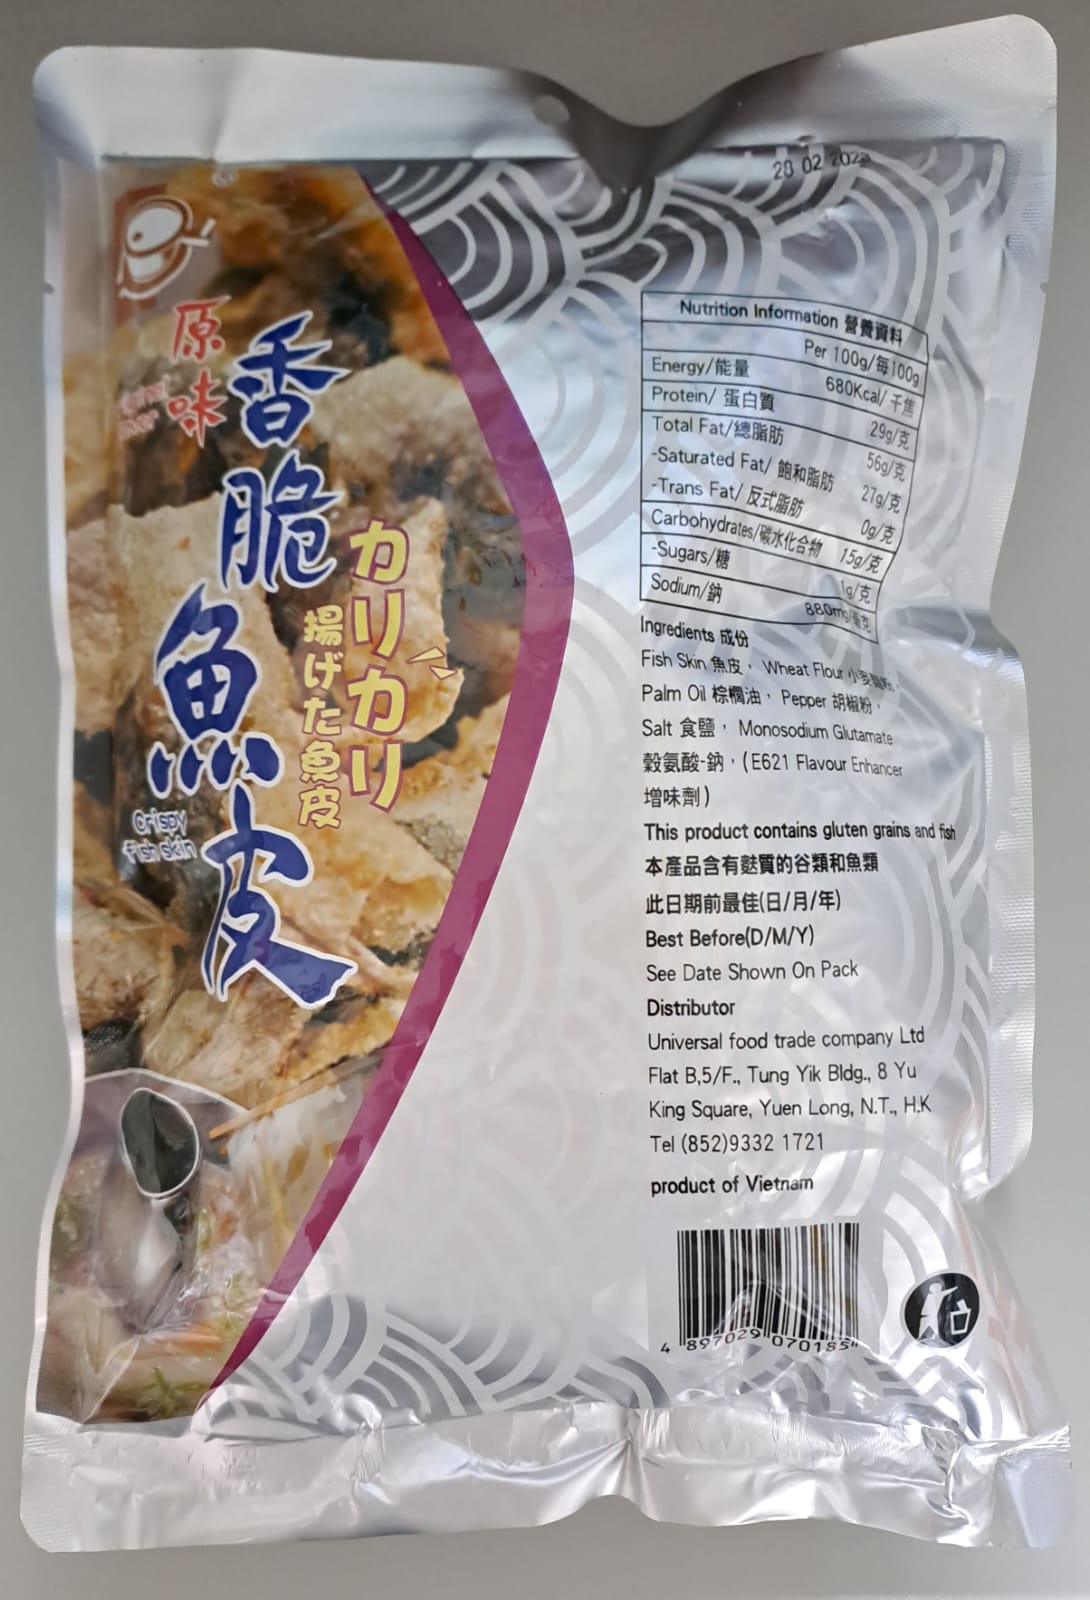 28 02 202
原味
香脆魚皮
カリカリ
揚げた魚皮
Crispy
fish skin
Nutrition Information 營養資料
Per 100g/每100g
Energy/能量 680Kcal/千焦
Protein/ 蛋白質 29g/克
Total Fat/總脂肪 56g/克
-Saturated Fat/ 飽和脂肪 27g/克
-Trans Fat/ 反式脂肪 0g/克
Carbohydrates/碳水化合物 15g/克
-Sugars/糖 1g/克
Sodium/鈉 880mg/毫克
Ingredients 成份
Fish Skin 魚皮， Wheat Flour 小麥麵粉，
Palm Oil 棕櫚油， Pepper 胡椒粉，
Salt 食鹽， Monosodium Glutamate
穀氨酸-鈉，(E621 Flavour Enhancer
增味劑)
This product contains gluten grains and fish
本產品含有麩質的谷類和魚類
此日期前最佳(日/月/年)
Best Before(D/M/Y)
See Date Shown On Pack
Distributor
Universal food trade company Ltd
Flat B,5/F., Tung Yik Bldg., 8 Yu
King Square, Yuen Long, N.T., H.K
Tel (852)9332 1721
product of Vietnam
4 897029 070185